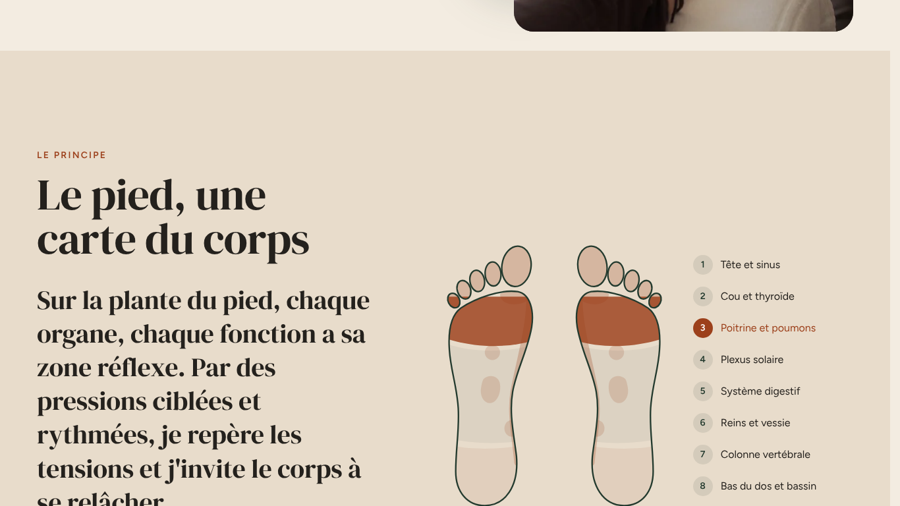 LE PRINCIPE
Le pied, une
carte du corps
Sur la plante du pied, chaque
organe, chaque fonction a sa
zone réflexe. Par des
pressions ciblées et
rythmées, je repère les
tensions et j'invite le corps à
se relâcher.
1 Tête et sinus
2 Cou et thyroïde
3 Poitrine et poumons
4 Plexus solaire
5 Système digestif
6 Reins et vessie
7 Colonne vertébrale
8 Bas du dos et bassin